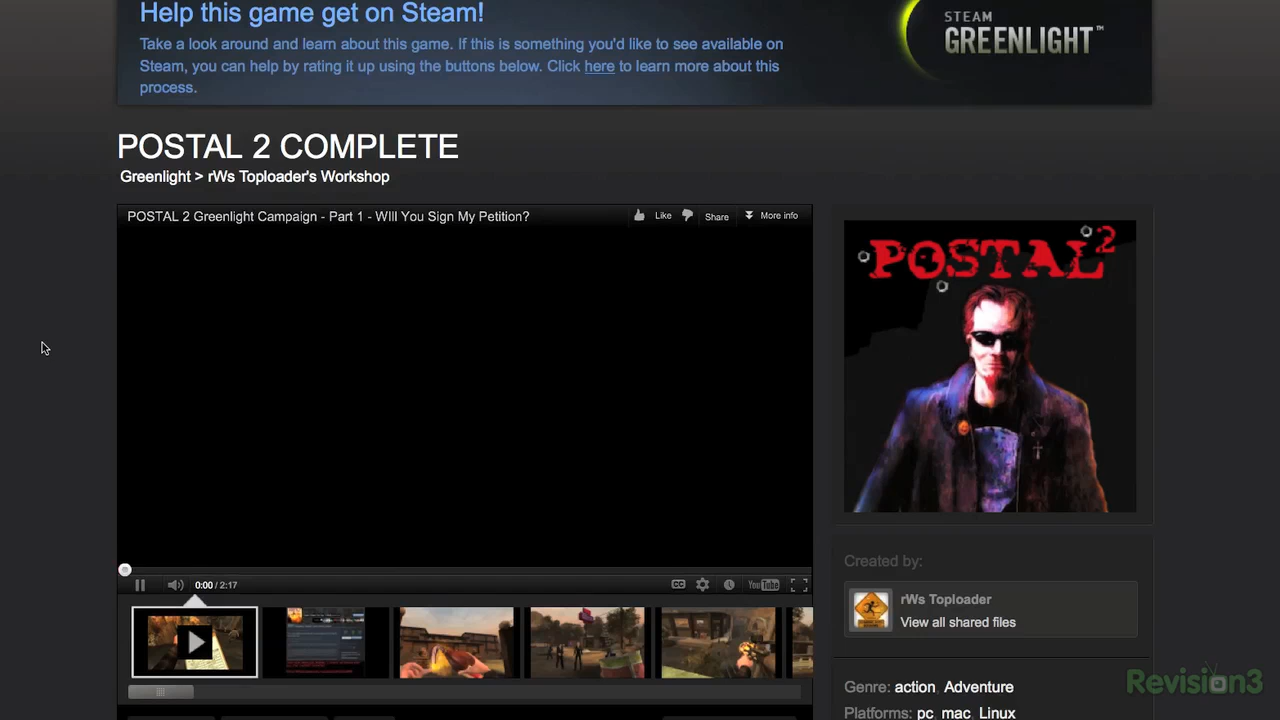 Help this game get on Steam!
Take a look around and learn about this game. If this is something you'd like to see available on
Steam, you can help by rating it up using the buttons below. Click here to learn more about this
process.
STEAM
GREENLIGHT™
POSTAL 2 COMPLETE
Greenlight > rWs Toploader's Workshop
POSTAL 2 Greenlight Campaign - Part 1 - WIll You Sign My Petition?
Like
Share
More info
POSTAL 2
0:00 / 2:17
CC
YouTube
Created by:
rWs Toploader
View all shared files
Genre: action, Adventure
Platforms: pc, mac, Linux
Revision3